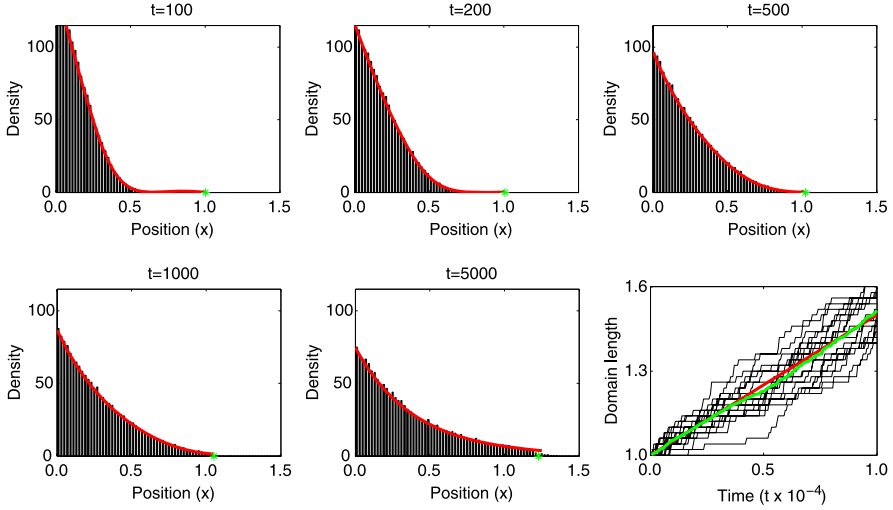 t=100
t=200
t=500
100
50
0
0.0 0.5 1.0 1.5
Density
Position (x)
100
50
0
0.0 0.5 1.0 1.5
Density
Position (x)
100
50
0
0.0 0.5 1.0 1.5
Density
Position (x)
t=1000
t=5000
100
50
0
0.0 0.5 1.0 1.5
Density
Position (x)
100
50
0
0.0 0.5 1.0 1.5
Density
Position (x)
1.6
1.3
1.0
0.0 0.5 1.0
Domain length
Time (t x 10⁻⁴)